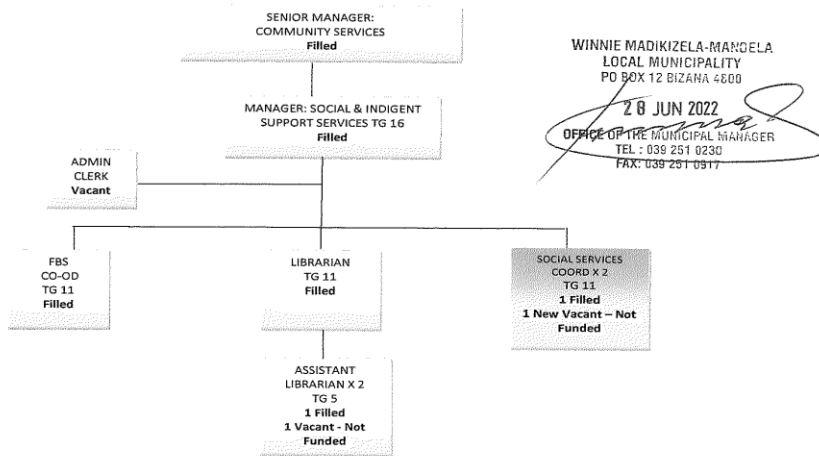 SENIOR MANAGER:
COMMUNITY SERVICES
Filled
WINNIE MADIKIZELA-MANDELA
LOCAL MUNICIPALITY
PO BOX 12 BIZANA 4800
28 JUN 2022
OFFICE OF THE MUNICIPAL MANAGER
TEL : 039 251 0230
FAX: 039 251 0917
MANAGER: SOCIAL & INDIGENT
SUPPORT SERVICES TG 16
Filled
ADMIN
CLERK
Vacant
FBS
CO-OD
TG 11
Filled
LIBRARIAN
TG 11
Filled
SOCIAL SERVICES
COORD X 2
TG 11
1 Filled
1 New Vacant – Not
Funded
ASSISTANT
LIBRARIAN X 2
TG 5
1 Filled
1 Vacant - Not
Funded